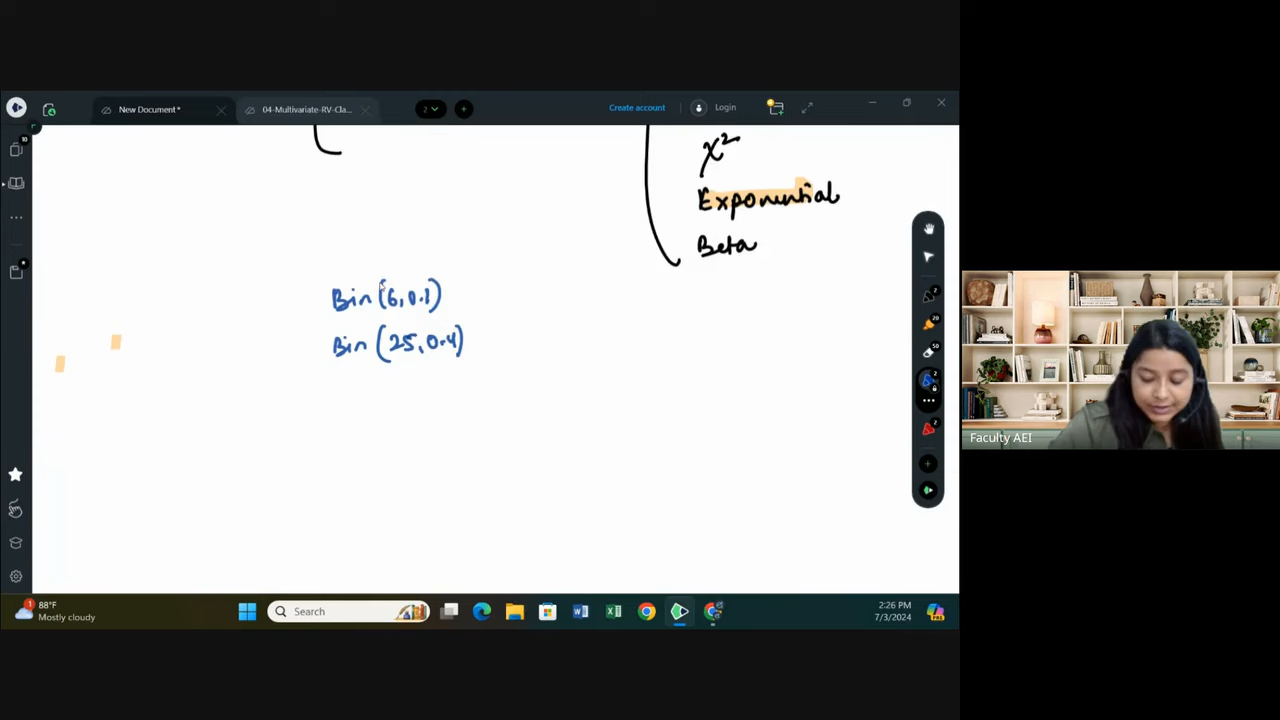 New Document*
04-Multivariate-RV-Cla...
2
Create account
Login
χ²
Exponential
Beta
Bin (6,0.1)
Bin (25,0.4)
Faculty AEI
88°F
Mostly cloudy
Search
2:26 PM
7/3/2024